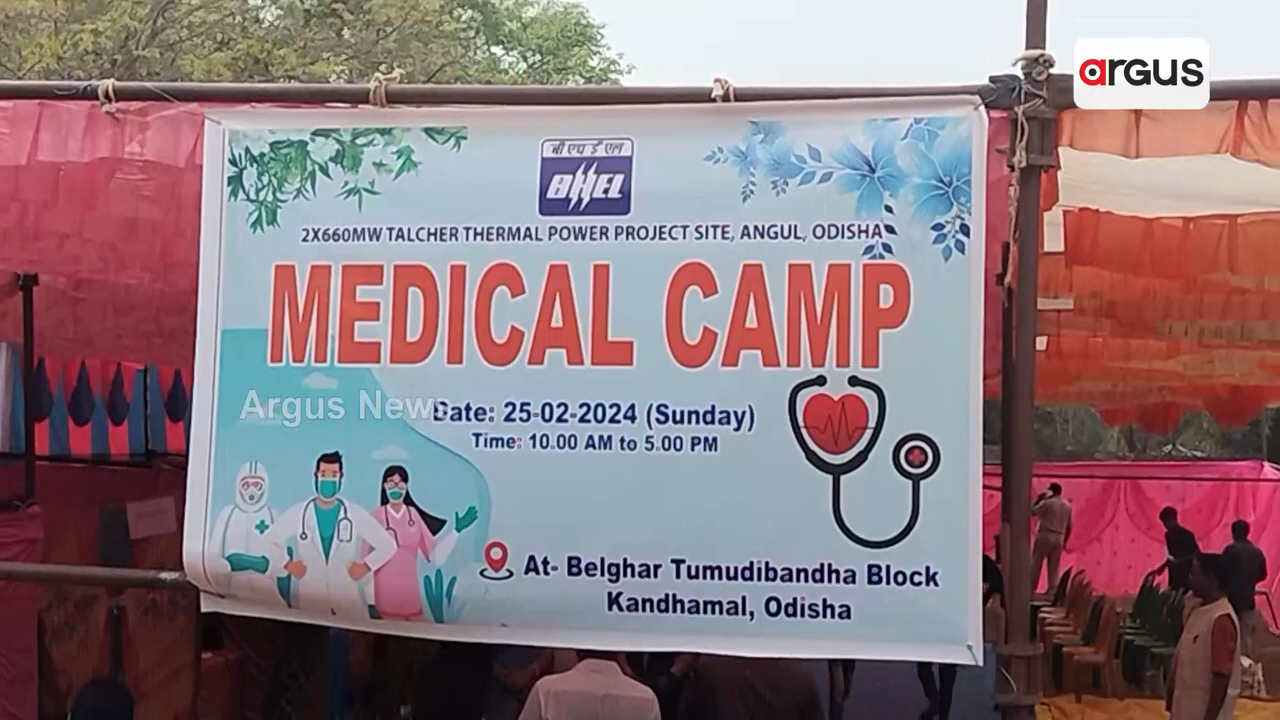 argus
बी एच ई एल
BHEL
2X660MW TALCHER THERMAL POWER PROJECT SITE, ANGUL, ODISHA
MEDICAL CAMP
Argus News
Date: 25-02-2024 (Sunday)
Time: 10.00 AM to 5.00 PM
At- Belghar Tumudibandha Block
Kandhamal, Odisha